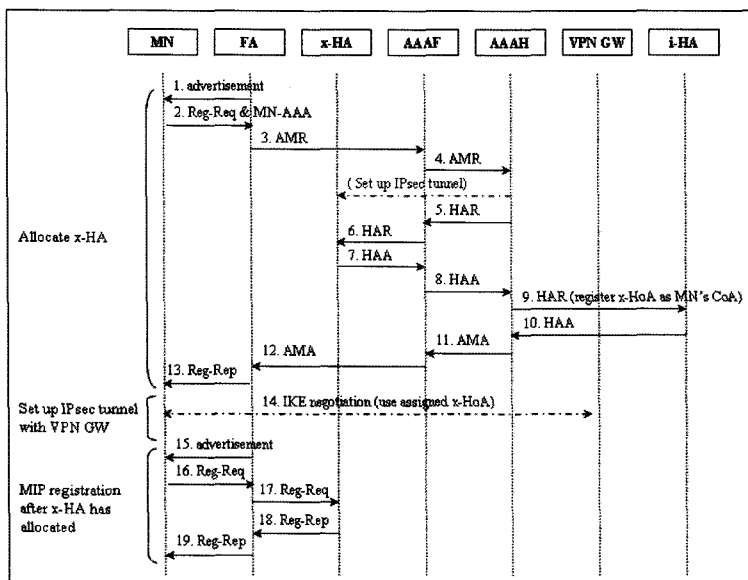 MN FA x-HA AAAF AAAH VPN GW i-HA
1. advertisement
2. Reg-Req & MN-AAA
3. AMR
4. AMR
( Set up IPsec tunnel)
5. HAR
6. HAR
Allocate x-HA
7. HAA
8. HAA
9. HAR (register x-HoA as MN's CoA)
10. HAA
11. AMA
12. AMA
13. Reg-Rep
Set up IPsec tunnel
with VPN GW
14. IKE negotiation (use assigned x-HoA)
15. advertisement
16. Reg-Req
MIP registration
after x-HA has
allocated
17. Reg-Req
18. Reg-Rep
19. Reg-Rep